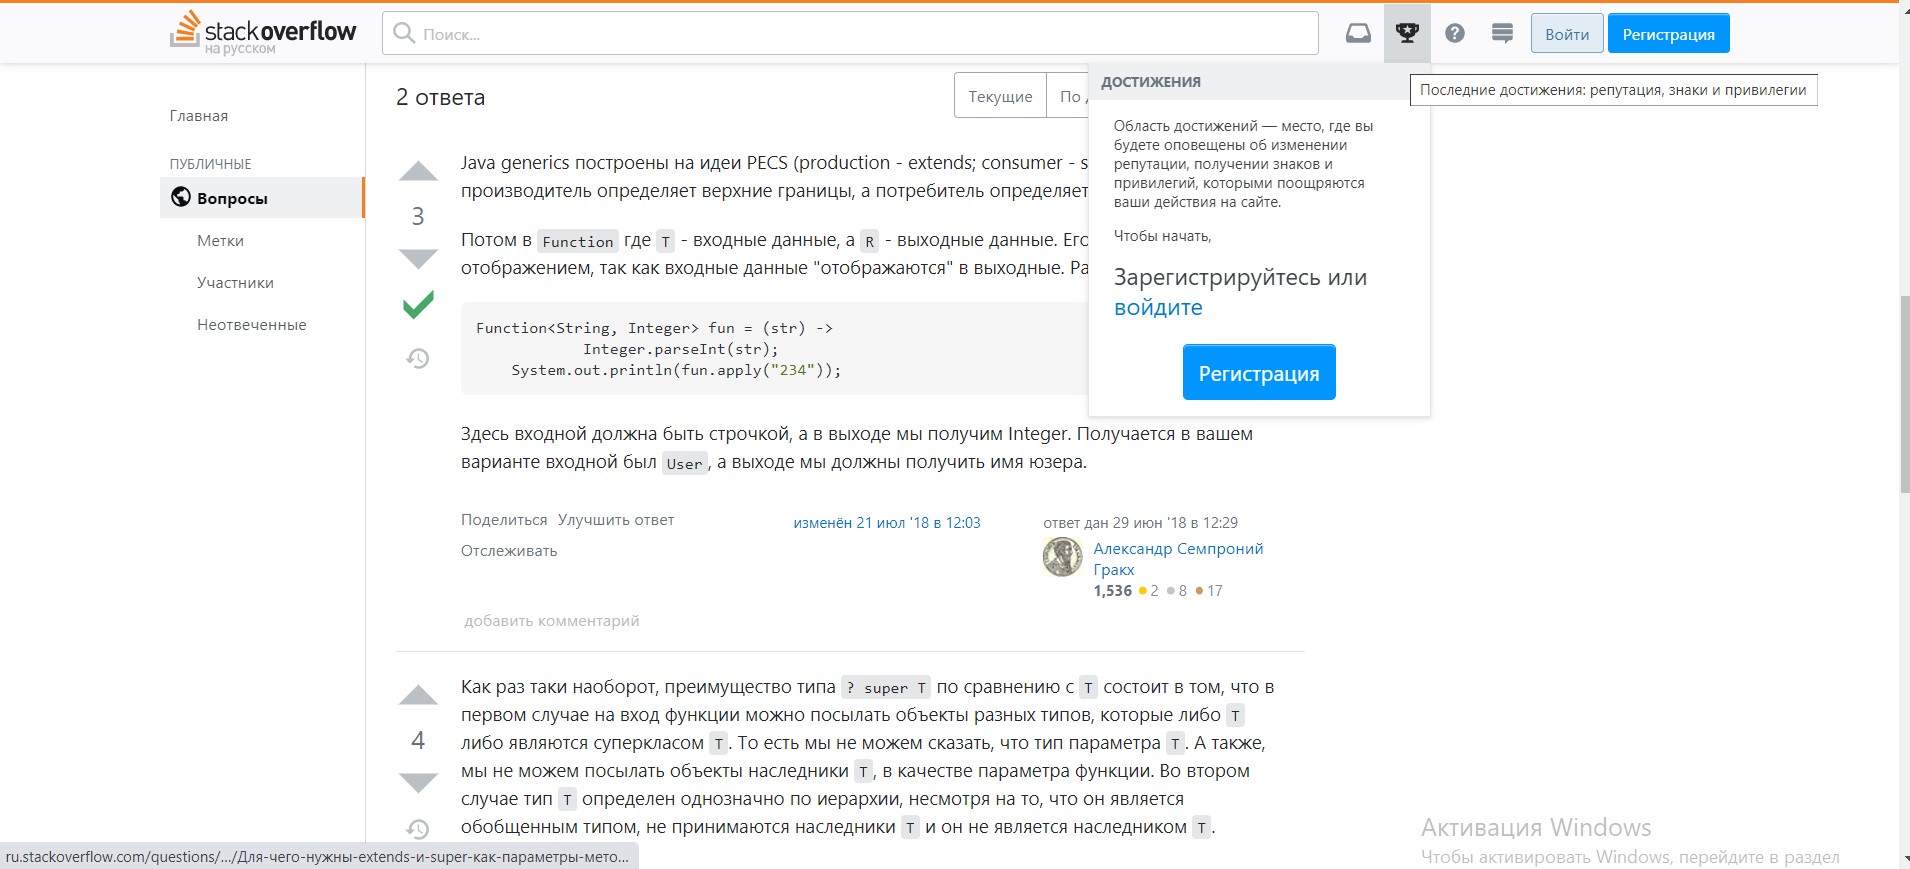 stackoverflow
на русском
Поиск...
Войти
Регистрация
Главная
ПУБЛИЧНЫЕ
Вопросы
Метки
Участники
Неотвеченные
2 ответа
Текущие
По
ДОСТИЖЕНИЯ
Последние достижения: репутация, знаки и привилегии
Область достижений — место, где вы
будете оповещены об изменении
репутации, получении знаков и
привилегий, которыми поощряются
ваши действия на сайте.
Чтобы начать,
Зарегистрируйтесь или
войдите
Регистрация
3
Java generics построены на идеи PECS (production - extends; consumer - s
производитель определяет верхние границы, а потребитель определяет
Потом в Function где T - входные данные, а R - выходные данные. Его
отображением, так как входные данные "отображаются" в выходные. Ра
Function<String, Integer> fun = (str) ->
Integer.parseInt(str);
System.out.println(fun.apply("234"));
Здесь входной должна быть строчкой, а в выходе мы получим Integer. Получается в вашем
варианте входной был User, а выходе мы должны получить имя юзера.
Поделиться Улучшить ответ
Отслеживать
изменён 21 июл '18 в 12:03
ответ дан 29 июн '18 в 12:29
Александр Семпроний
Гракх
1,536 2 8 17
добавить комментарий
4
Как раз таки наоборот, преимущество типа ? super T по сравнению с T состоит в том, что в
первом случае на вход функции можно посылать объекты разных типов, которые либо T
либо являются суперкласом T. То есть мы не можем сказать, что тип параметра T. А также,
мы не можем посылать объекты наследники T, в качестве параметра функции. Во втором
случае тип T определен однозначно по иерархии, несмотря на то, что он является
обобщенным типом, не принимаются наследники T и он не является наследником T.
Активация Windows
Чтобы активировать Windows, перейдите в раздел
ru.stackoverflow.com/questions/.../Для-чего-нужны-extends-и-super-как-параметры-мето...